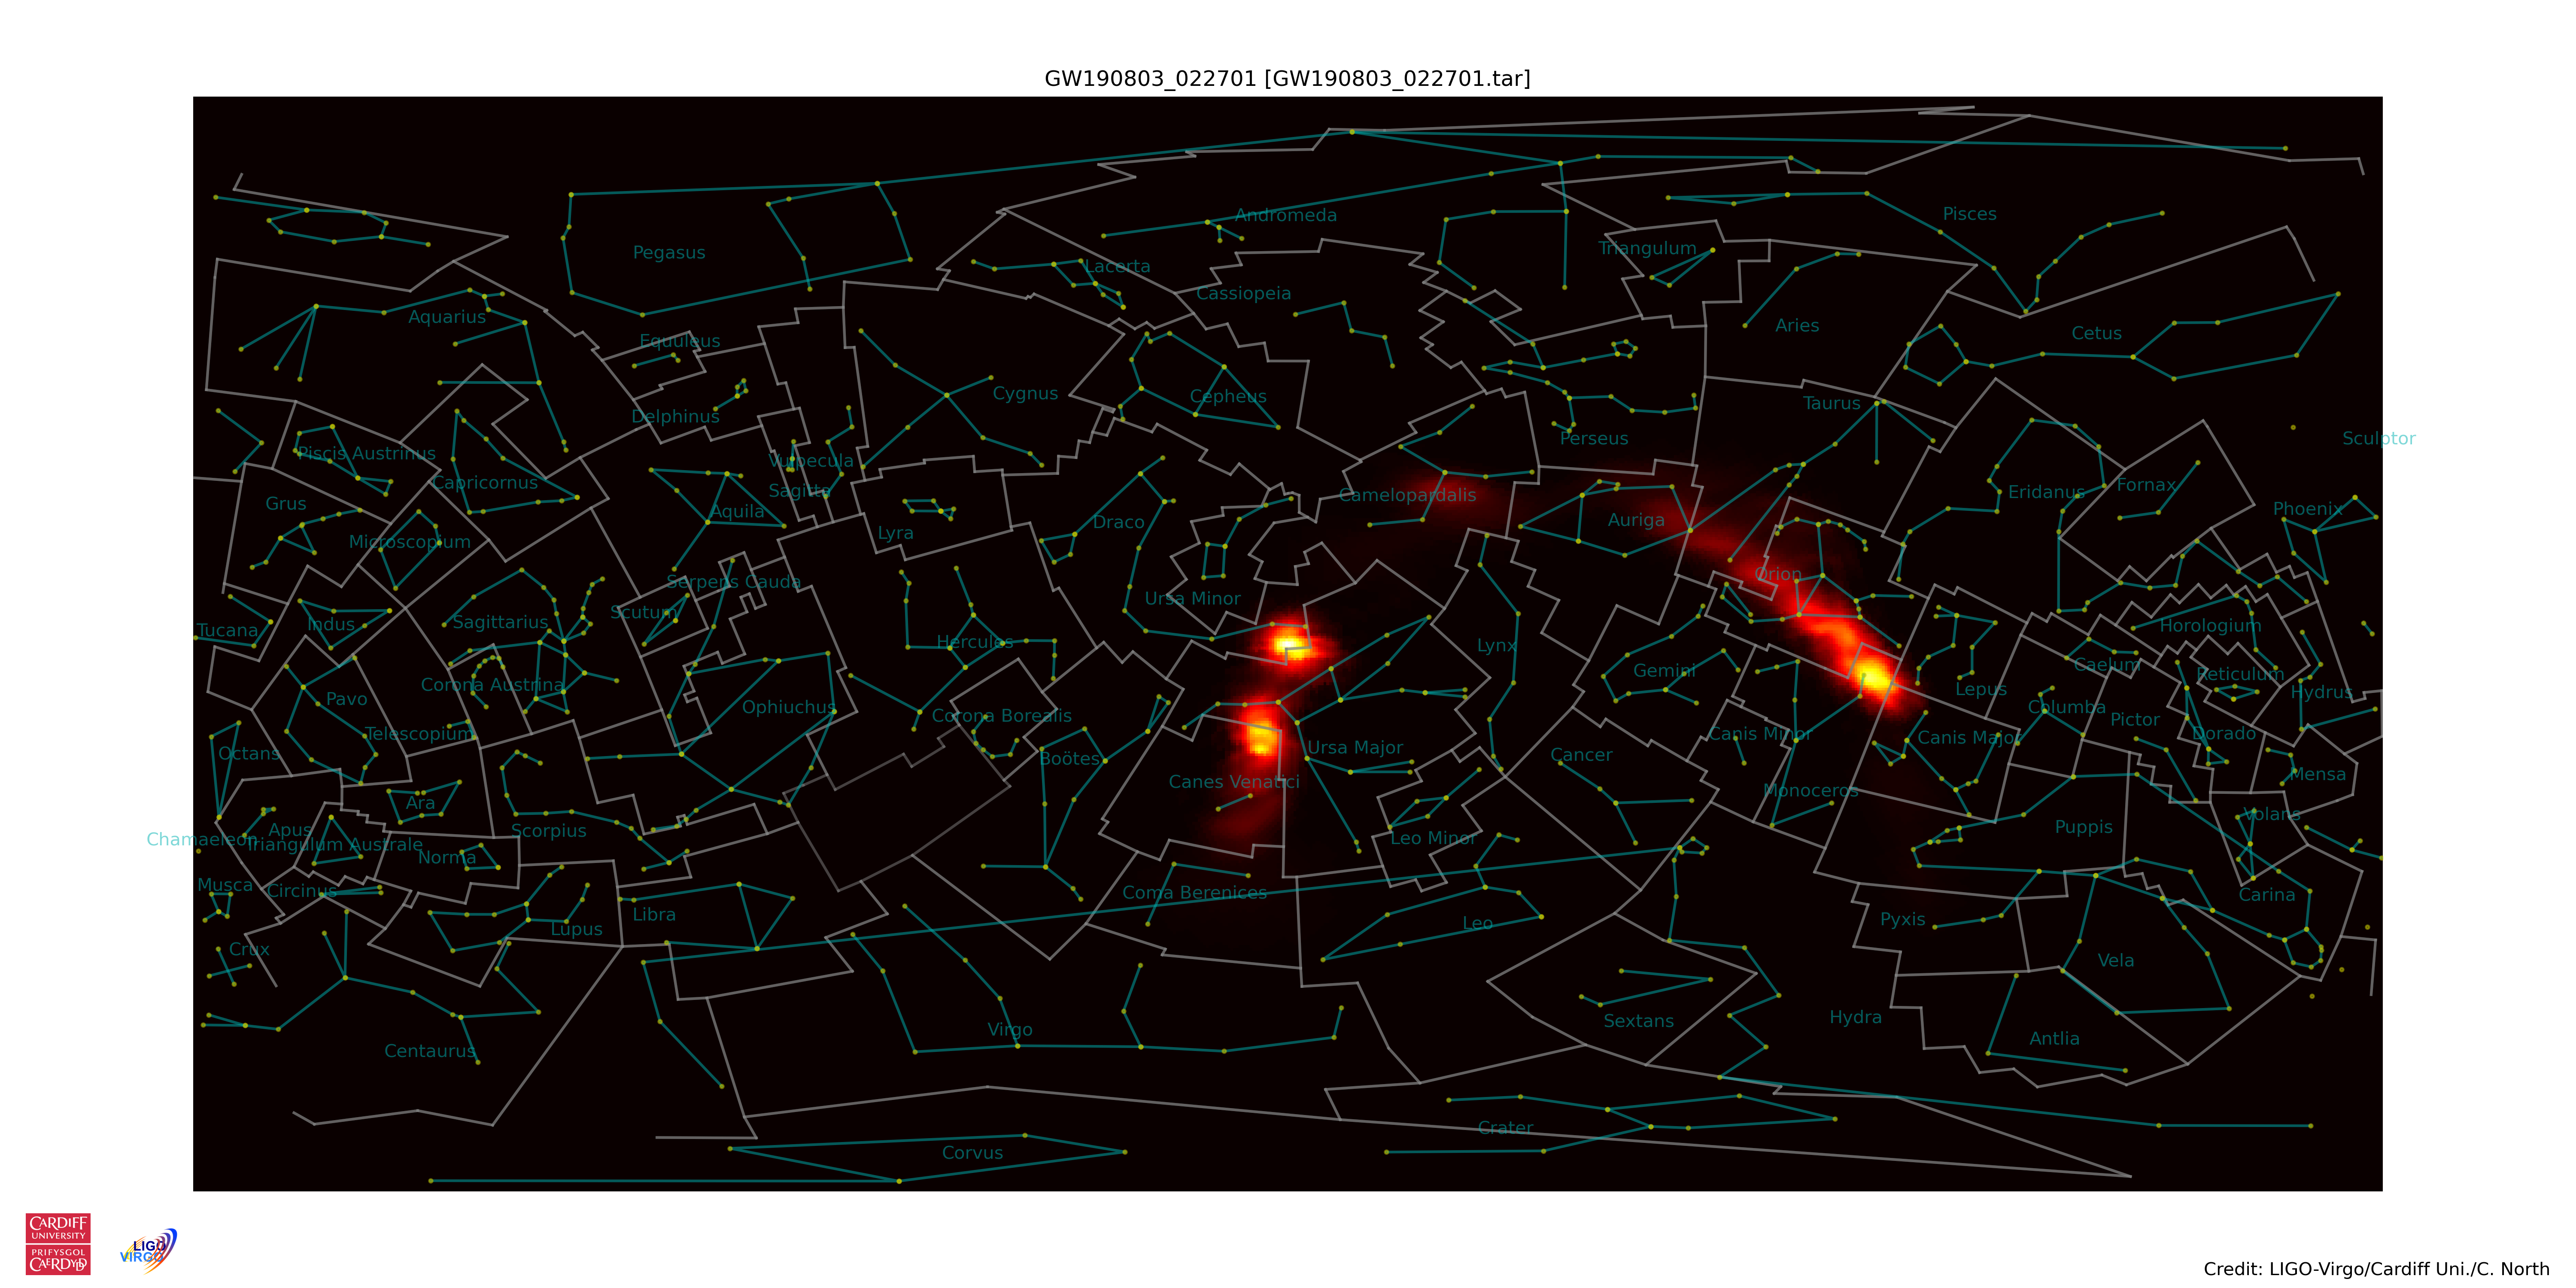 GW190803_022701 [GW190803_022701.tar]
Andromeda
Pisces
Pegasus
Triangulum
Lacerta
Cassiopeia
Aquarius
Aries
Cetus
Equuleus
Cygnus
Cepheus
Taurus
Delphinus
Perseus
Sculptor
Piscis Austrinus
Vulpecula
Capricornus
Sagitta
Camelopardalis
Eridanus
Fornax
Grus
Aquila
Phoenix
Draco
Auriga
Lyra
Microscopium
Orion
Serpens Cauda
Ursa Minor
Scutum
Sagittarius
Indus
Tucana
Horologium
Hercules
Lynx
Caelum
Gemini
Reticulum
Corona Austrina
Lepus
Hydrus
Pavo
Ophiuchus
Columba
Corona Borealis
Pictor
Telescopium
Canis Minor
Canis Major
Dorado
Octans
Ursa Major
Cancer
Boötes
Mensa
Canes Venatici
Monoceros
Ara
Volans
Apus
Scorpius
Puppis
Chamaeleon
Triangulum Australe
Leo Minor
Norma
Musca
Circinus
Coma Berenices
Carina
Libra
Pyxis
Leo
Lupus
Crux
Vela
Hydra
Sextans
Virgo
Antlia
Centaurus
Crater
Corvus
CARDIFF
UNIVERSITY
PRIFYSGOL
CAERDYDD
LIGO
VIRGO
Credit: LIGO-Virgo/Cardiff Uni./C. North